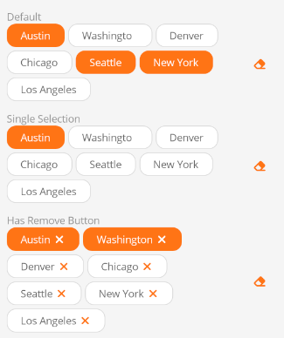 Default
Austin Washingto Denver
Chicago Seattle New York
Los Angeles
Single Selection
Austin Washingto Denver
Chicago Seattle New York
Los Angeles
Has Remove Button
Austin ✕ Washington ✕
Denver ✕ Chicago ✕
Seattle ✕ New York ✕
Los Angeles ✕